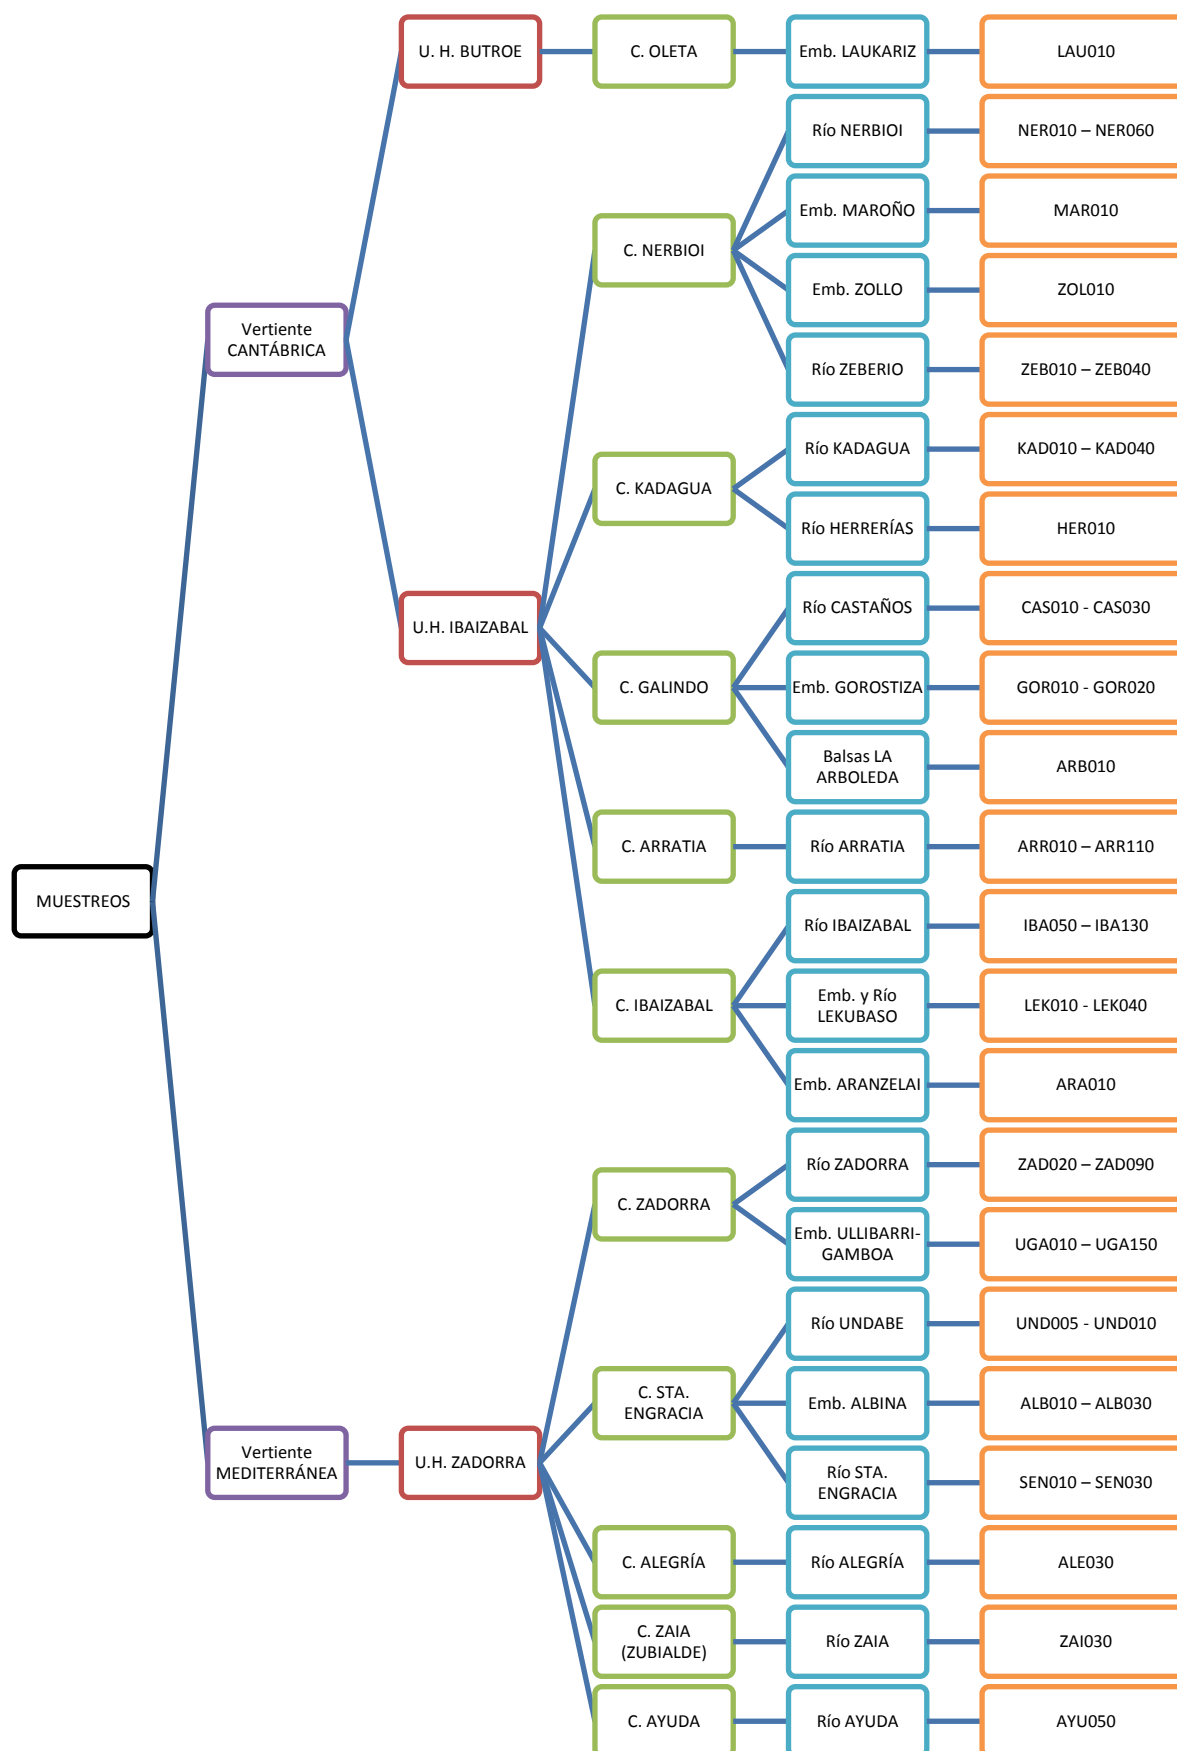 MUESTREOS
Vertiente
CANTÁBRICA
U. H. BUTROE
C. OLETA
Emb. LAUKARIZ
LAU010
U.H. IBAIZABAL
C. NERBIOI
Río NERBIOI
NER010 – NER060
Emb. MAROÑO
MAR010
Emb. ZOLLO
ZOL010
Río ZEBERIO
ZEB010 – ZEB040
C. KADAGUA
Río KADAGUA
KAD010 – KAD040
Río HERRERÍAS
HER010
C. GALINDO
Río CASTAÑOS
CAS010 - CAS030
Emb. GOROSTIZA
GOR010 - GOR020
Balsas LA
ARBOLEDA
ARB010
C. ARRATIA
Río ARRATIA
ARR010 – ARR110
C. IBAIZABAL
Río IBAIZABAL
IBA050 – IBA130
Emb. y Río
LEKUBASO
LEK010 - LEK040
Emb. ARANZELAI
ARA010
Vertiente
MEDITERRÁNEA
U.H. ZADORRA
C. ZADORRA
Río ZADORRA
ZAD020 – ZAD090
Emb. ULLIBARRI-
GAMBOA
UGA010 – UGA150
C. STA.
ENGRACIA
Río UNDABE
UND005 - UND010
Emb. ALBINA
ALB010 – ALB030
Río STA.
ENGRACIA
SEN010 – SEN030
C. ALEGRÍA
Río ALEGRÍA
ALE030
C. ZAIA
(ZUBIALDE)
Río ZAIA
ZAI030
C. AYUDA
Río AYUDA
AYU050